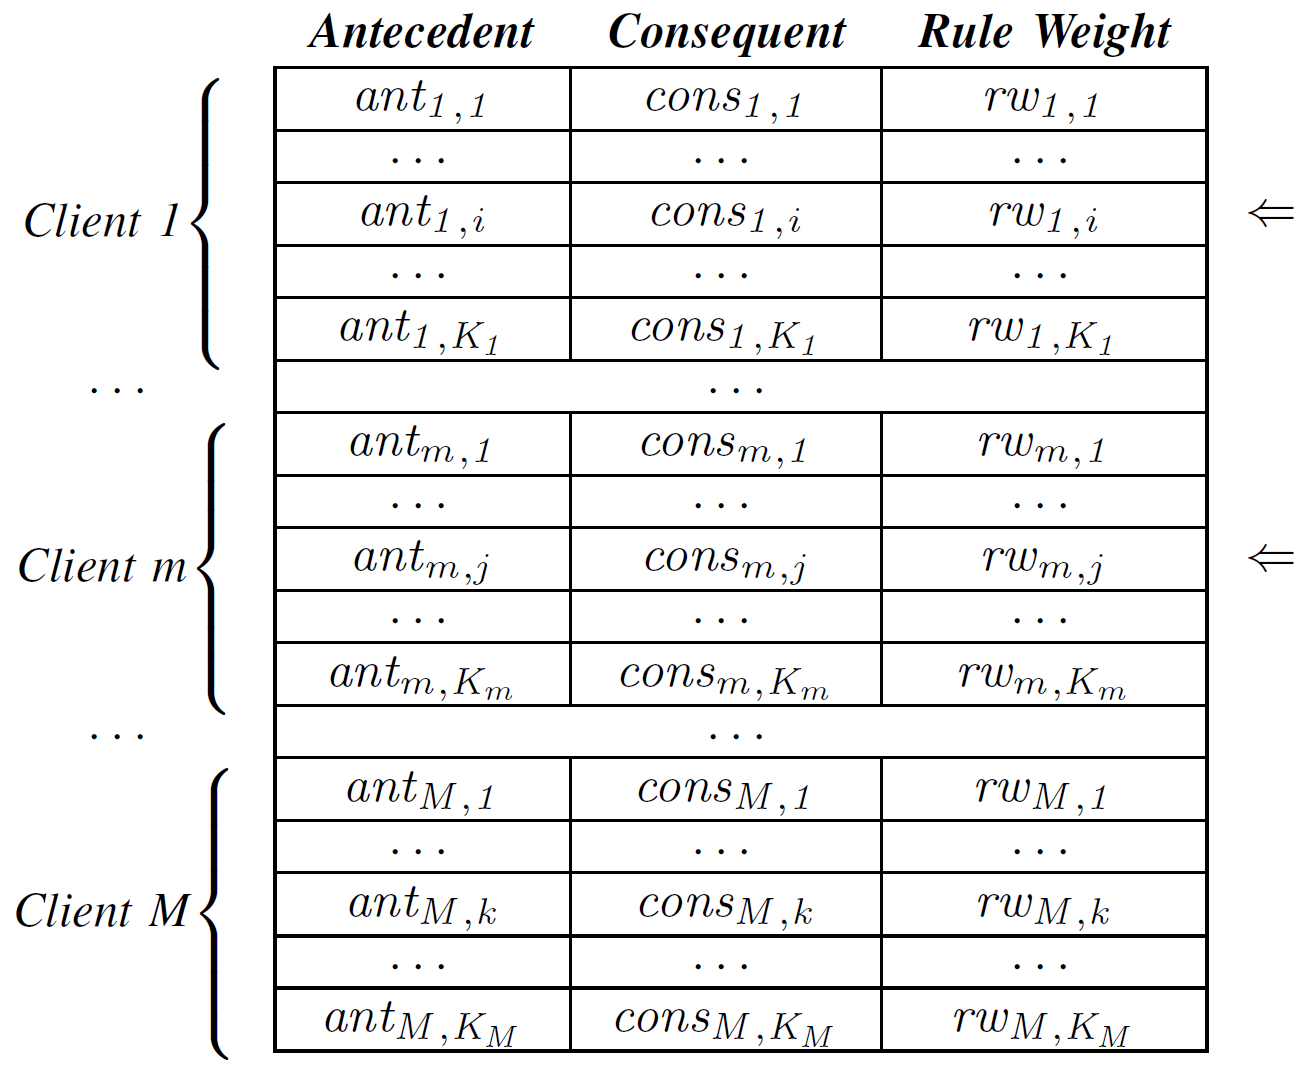 Antecedent Consequent Rule Weight
ant1,1 cons1,1 rw1,1
... ... ...
Client 1 ant1,i cons1,i rw1,i ⇐
... ... ...
ant1,K1 cons1,K1 rw1,K1
... ...
antm,1 consm,1 rwm,1
... ... ...
Client m antm,j consm,j rwm,j ⇐
... ... ...
antm,Km consm,Km rwm,Km
... ...
antM,1 consM,1 rwM,1
... ... ...
Client M antM,k consM,k rwM,k
... ... ...
antM,KM consM,KM rwM,KM